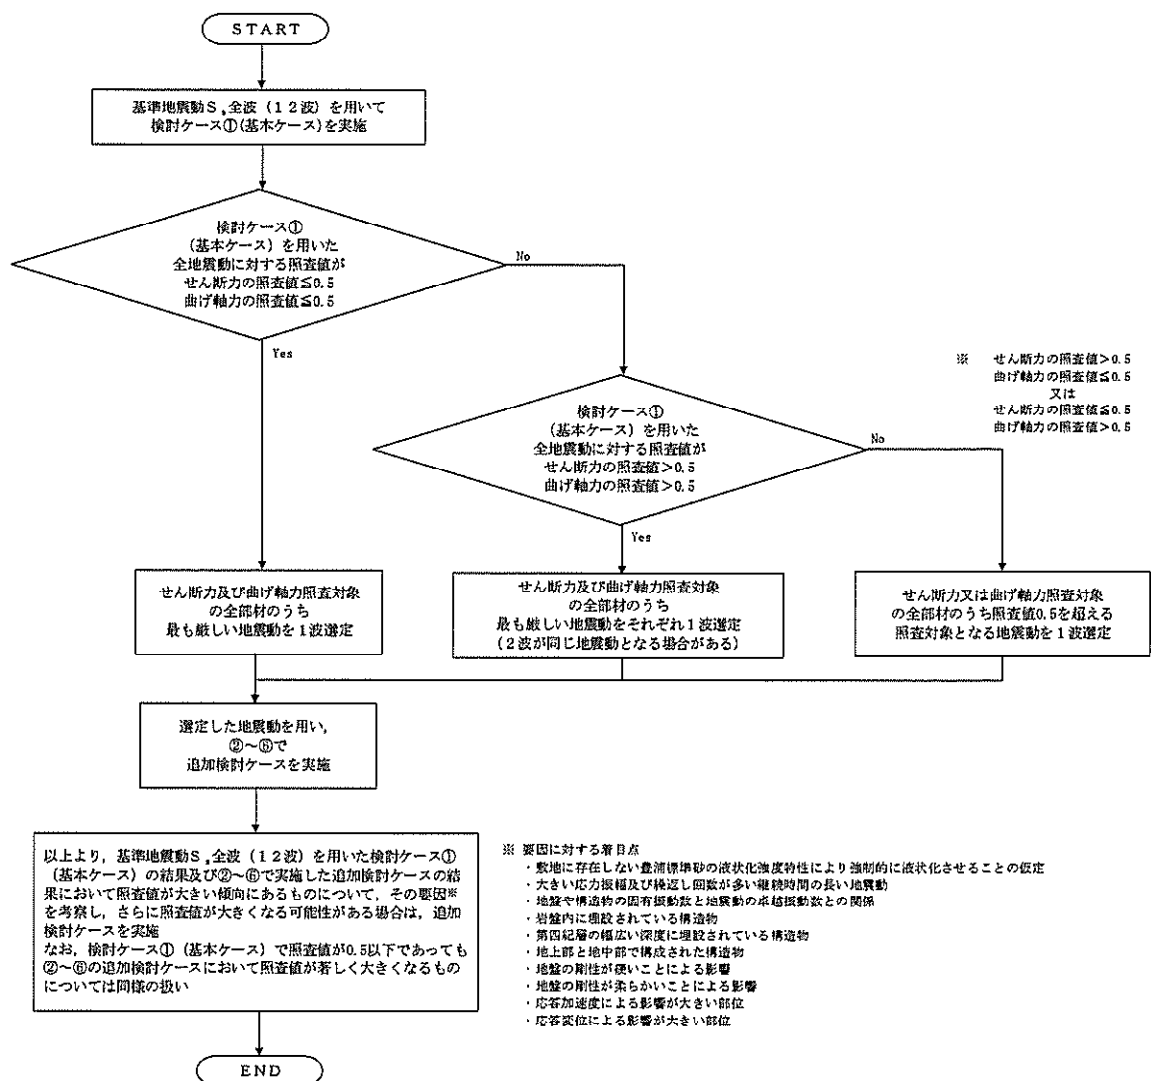 START
基準地震動Ｓｓ全波（１２波）を用いて
検討ケース①(基本ケース)を実施
検討ケース①
（基本ケース）を用いた
全地震動に対する照査値が
せん断力の照査値≦0.5
曲げ軸力の照査値≦0.5
No
Yes
※　せん断力の照査値＞0.5
曲げ軸力の照査値≦0.5
又は
せん断力の照査値≦0.5
曲げ軸力の照査値＞0.5
検討ケース①
（基本ケース）を用いた
全地震動に対する照査値が
せん断力の照査値＞0.5
曲げ軸力の照査値＞0.5
No
Yes
せん断力及び曲げ軸力照査対象
の全部材のうち
最も厳しい地震動を１波選定
せん断力及び曲げ軸力照査対象
の全部材のうち
最も厳しい地震動をそれぞれ１波選定
（２波が同じ地震動となる場合がある）
せん断力又は曲げ軸力照査対象
の全部材のうち照査値0.5を超える
照査対象となる地震動を１波選定
選定した地震動を用い，
②～⑥で
追加検討ケースを実施
以上より，基準地震動Ｓｓ全波（１２波）を用いた検討ケース①
（基本ケース）の結果及び②～⑥で実施した追加検討ケースの結
果において照査値が大きい傾向にあるものについて，その要因※
を考察し，さらに照査値が大きくなる可能性がある場合は，追加
検討ケースを実施
なお，検討ケース①（基本ケース）で照査値が0.5以下であっても
②～⑥の追加検討ケースにおいて照査値が著しく大きくなるもの
については同様の扱い
※ 要因に対する着目点
・敷地に存在しない豊浦標準砂の液状化強度特性により強制的に液状化させることの仮定
・大きい応力振幅及び繰返し回数が多い継続時間の長い地震動
・地盤や構造物の固有振動数と地震動の卓越振動数との関係
・岩盤内に埋設されている構造物
・第四紀層の幅広い深度に埋設されている構造物
・地上部と地中部で構成された構造物
・地盤の剛性が硬いことによる影響
・地盤の剛性が柔らかいことによる影響
・応答加速度による影響が大きい部位
・応答変位による影響が大きい部位
END